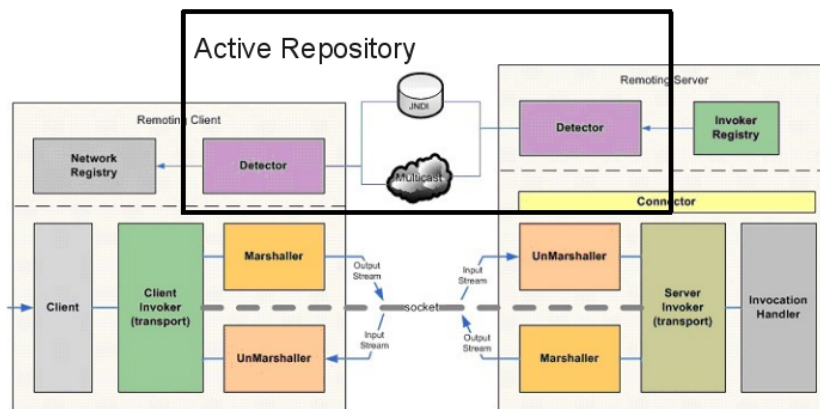 Active Repository
Remoting Server
JNDI
Remoting Client
Detector
Invoker
Registry
Network
Registry
Detector
Multicast
Connector
Marshaller
UnMarshaller
Output
Stream
Input
Stream
Client
Client
Invoker
(transport)
socket
Server
Invoker
(transport)
Invocation
Handler
Input
Stream
Output
Stream
UnMarshaller
Marshaller